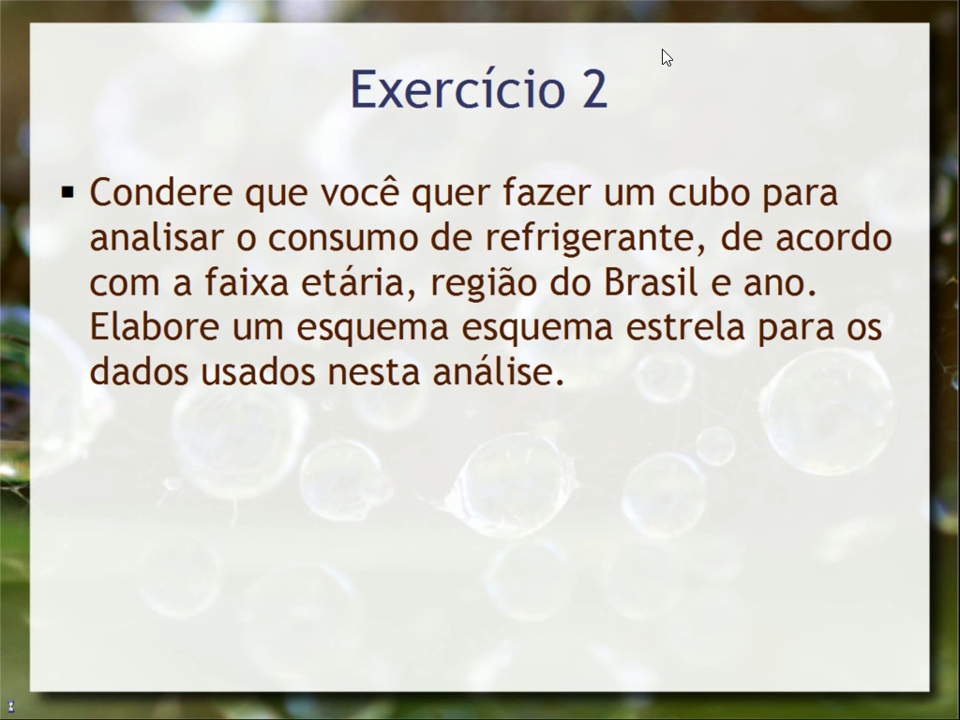 Exercício 2
▪ Condere que você quer fazer um cubo para
analisar o consumo de refrigerante, de acordo
com a faixa etária, região do Brasil e ano.
Elabore um esquema esquema estrela para os
dados usados nesta análise.